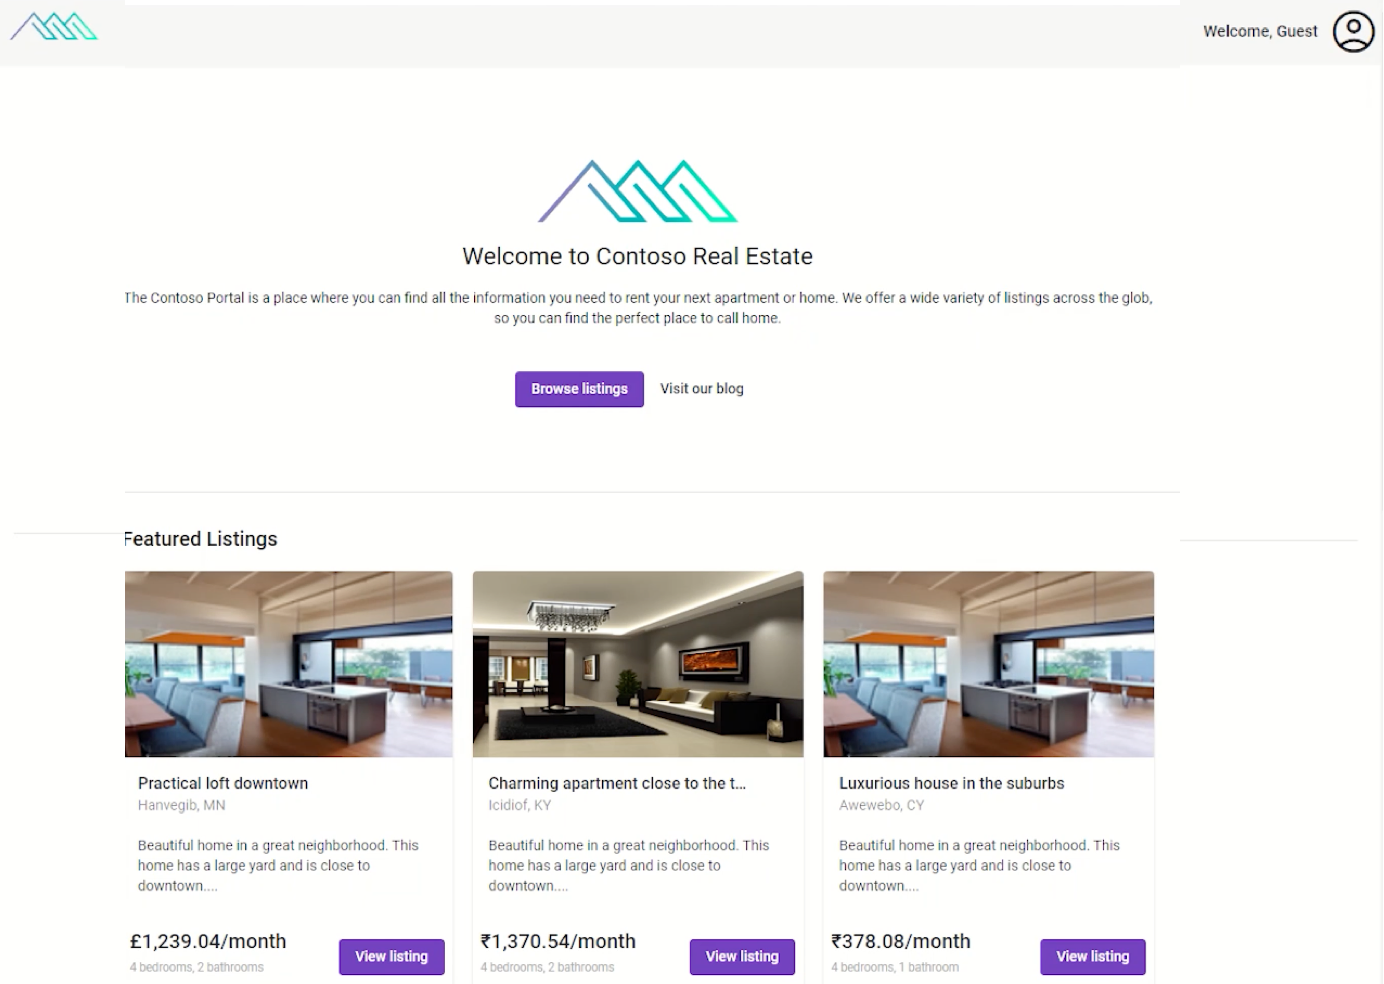 Welcome, Guest
Welcome to Contoso Real Estate
The Contoso Portal is a place where you can find all the information you need to rent your next apartment or home. We offer a wide variety of listings across the glob,
so you can find the perfect place to call home.
Browse listings
Visit our blog
Featured Listings
Practical loft downtown
Hanvegib, MN
Beautiful home in a great neighborhood. This
home has a large yard and is close to
downtown....
£1,239.04/month
4 bedrooms, 2 bathrooms
View listing
Charming apartment close to the t...
Icidiof, KY
Beautiful home in a great neighborhood. This
home has a large yard and is close to
downtown....
₹1,370.54/month
4 bedrooms, 2 bathrooms
View listing
Luxurious house in the suburbs
Awewebo, CY
Beautiful home in a great neighborhood. This
home has a large yard and is close to
downtown....
₹378.08/month
4 bedrooms, 1 bathroom
View listing